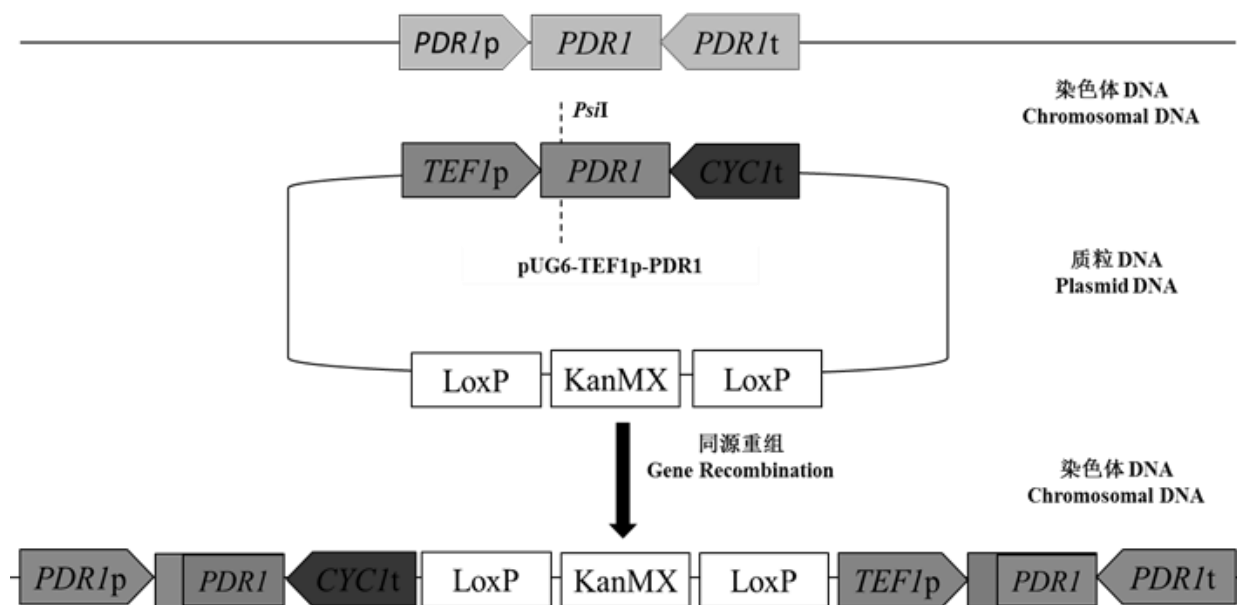 PDR1p PDR1 PDR1t
染色体 DNA
Chromosomal DNA
PsiI
TEF1p PDR1 CYC1t
pUG6-TEF1p-PDR1
质粒 DNA
Plasmid DNA
LoxP KanMX LoxP
同源重组
Gene Recombination
染色体 DNA
Chromosomal DNA
PDR1p PDR1 CYC1t LoxP KanMX LoxP TEF1p PDR1 PDR1t